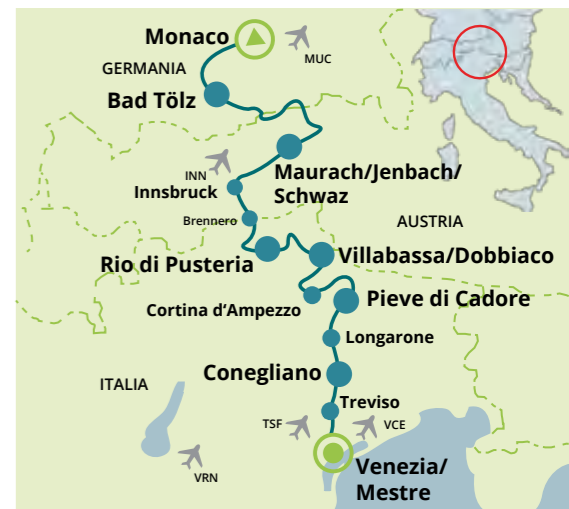 Monaco
MUC
GERMANIA
Bad Tölz
INN
Innsbruck
Maurach/Jenbach/
Schwaz
Brennero
AUSTRIA
Rio di Pusteria
Villabassa/Dobbiaco
Cortina d'Ampezzo
Pieve di Cadore
Longarone
Conegliano
ITALIA
Treviso
TSF
VCE
VRN
Venezia/
Mestre